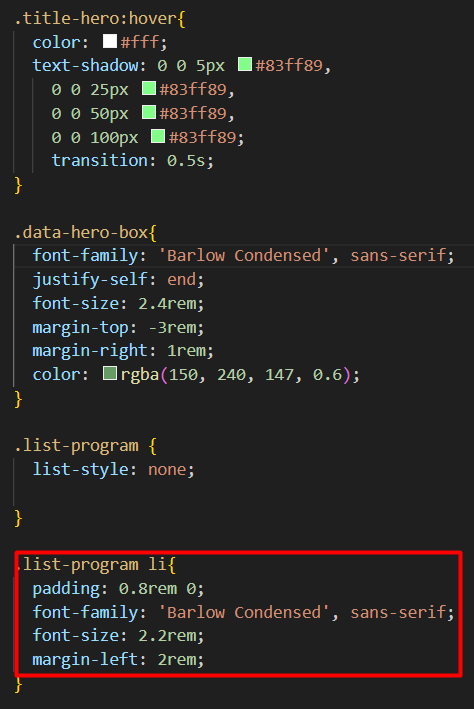 .title-hero:hover{
color: #fff;
text-shadow: 0 0 5px #83ff89,
0 0 25px #83ff89,
0 0 50px #83ff89,
0 0 100px #83ff89;
transition: 0.5s;
}
.data-hero-box{
font-family: 'Barlow Condensed', sans-serif;
justify-self: end;
font-size: 2.4rem;
margin-top: -3rem;
margin-right: 1rem;
color: rgba(150, 240, 147, 0.6);
}
.list-program {
list-style: none;
}
.list-program li{
padding: 0.8rem 0;
font-family: 'Barlow Condensed', sans-serif;
font-size: 2.2rem;
margin-left: 2rem;
}